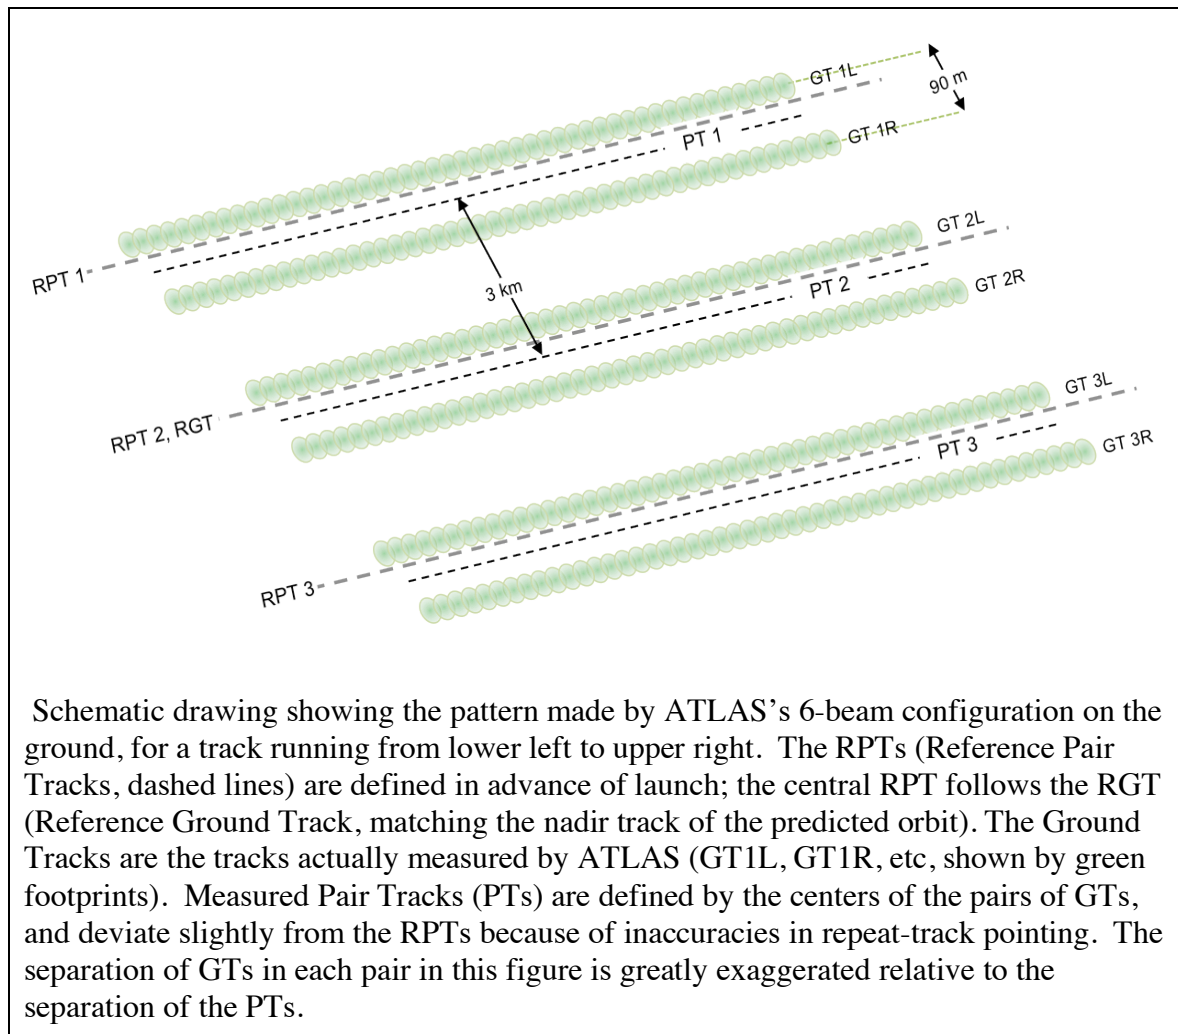 GT 1L
90 m
GT 1R
PT 1
RPT 1
GT 2L
3 km
PT 2
GT 2R
RPT 2, RGT
GT 3L
PT 3
GT 3R
RPT 3
Schematic drawing showing the pattern made by ATLAS’s 6-beam configuration on the
ground, for a track running from lower left to upper right.  The RPTs (Reference Pair
Tracks, dashed lines) are defined in advance of launch; the central RPT follows the RGT
(Reference Ground Track, matching the nadir track of the predicted orbit). The Ground
Tracks are the tracks actually measured by ATLAS (GT1L, GT1R, etc, shown by green
footprints).  Measured Pair Tracks (PTs) are defined by the centers of the pairs of GTs,
and deviate slightly from the RPTs because of inaccuracies in repeat-track pointing.  The
separation of GTs in each pair in this figure is greatly exaggerated relative to the
separation of the PTs.